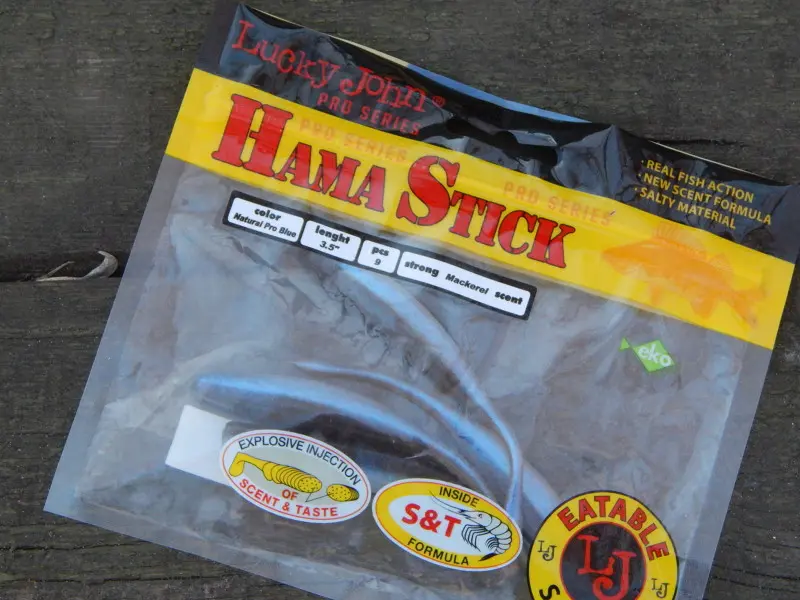 Lucky John®
PRO SERIES
PRO SERIES
PRO SERIES
HAMA STICK
· REAL FISH ACTION
· NEW SCENT FORMULA
· SALTY MATERIAL
color
Natural Pro Blue
lenght
3.5"
pcs
9
strong Mackerel scent
eko
EXPLOSIVE INJECTION
OF
SCENT & TASTE
INSIDE
S&T
FORMULA
EATABLE
LJ
LJ
LJ